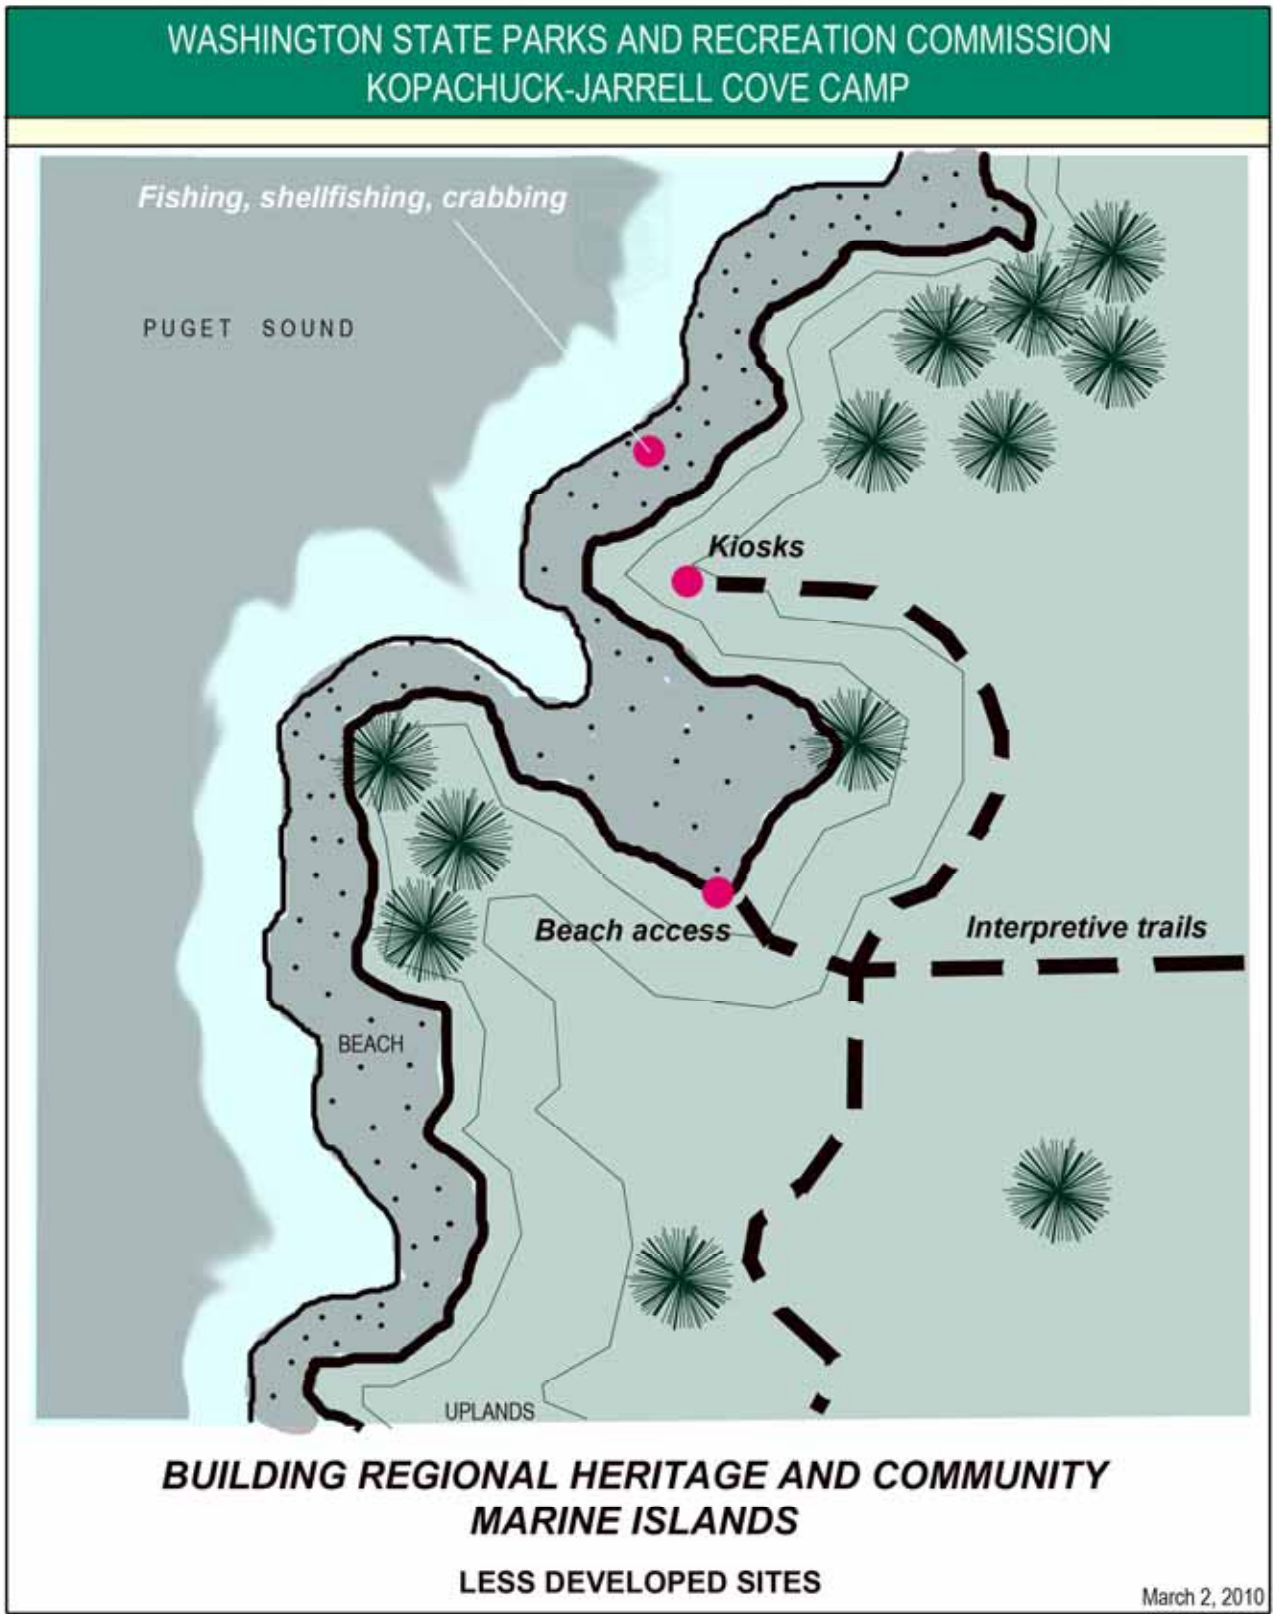 WASHINGTON STATE PARKS AND RECREATION COMMISSION
KOPACHUCK-JARRELL COVE CAMP
Fishing, shellfishing, crabbing
PUGET SOUND
Kiosks
Beach access
Interpretive trails
BEACH
UPLANDS
BUILDING REGIONAL HERITAGE AND COMMUNITY
MARINE ISLANDS
LESS DEVELOPED SITES
March 2, 2010